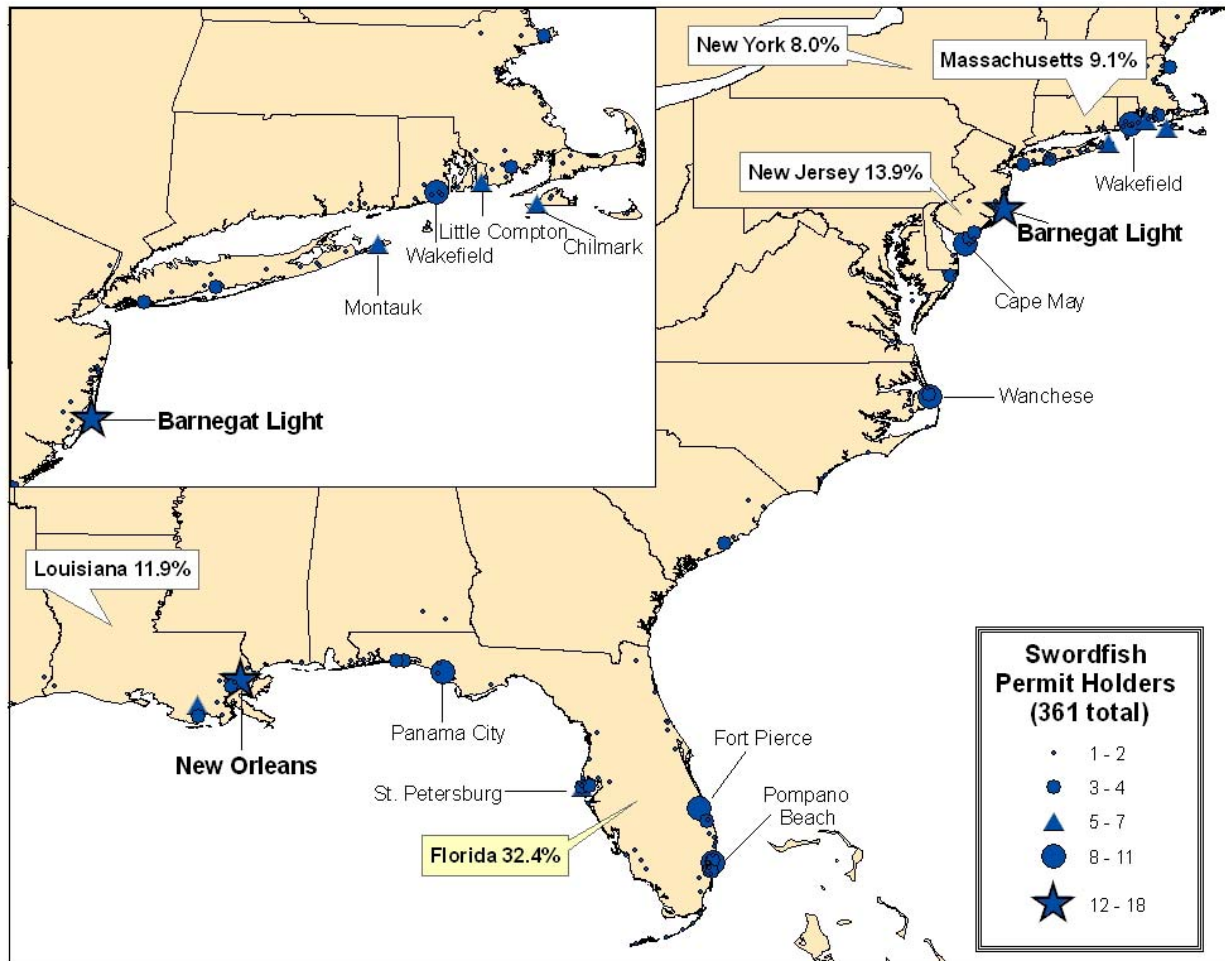 New York 8.0%
Massachusetts 9.1%
New Jersey 13.9%
Wakefield
Barnegat Light
Cape May
Wanchese
Little Compton
Wakefield
Chilmark
Montauk
Barnegat Light
Louisiana 11.9%
New Orleans
Panama City
St. Petersburg
Florida 32.4%
Fort Pierce
Pompano
Beach
Swordfish
Permit Holders
(361 total)
1 - 2
3 - 4
5 - 7
8 - 11
12 - 18